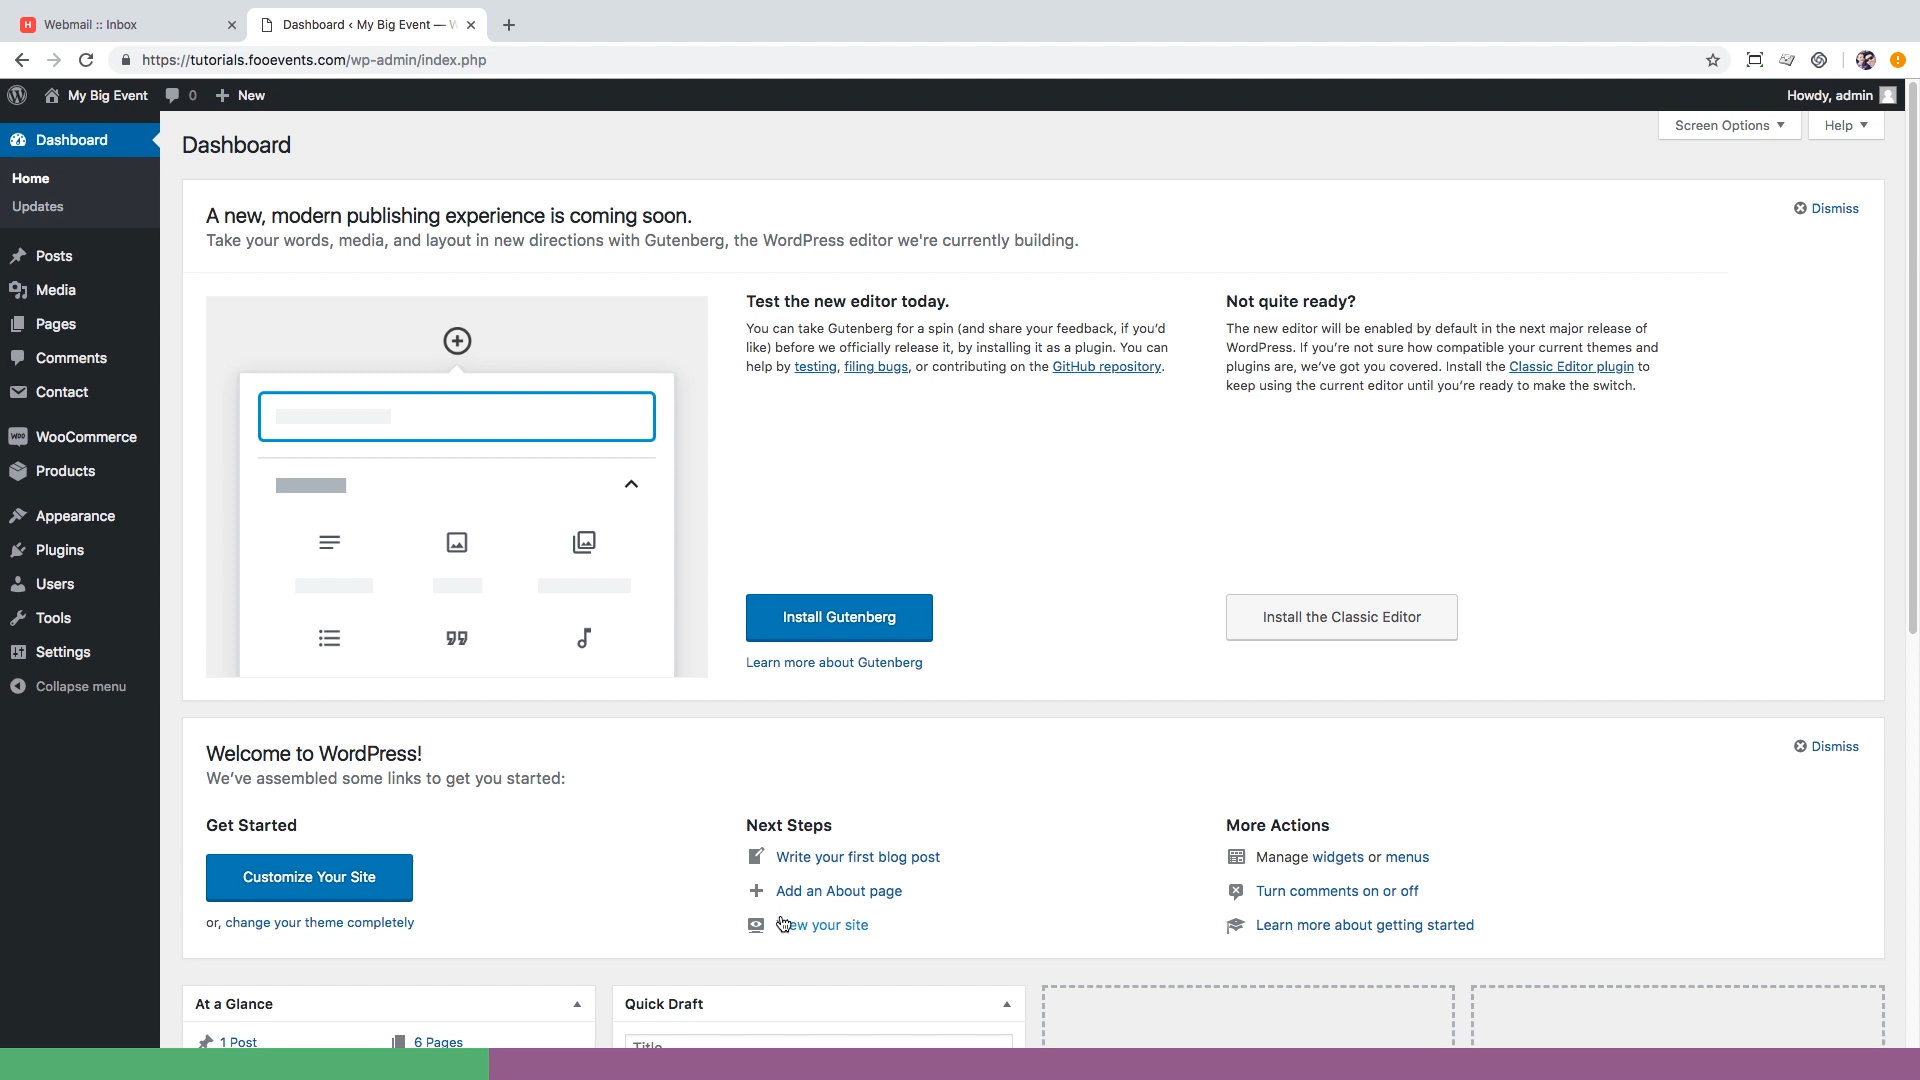 H Webmail :: Inbox
Dashboard ‹ My Big Event —
https://tutorials.fooevents.com/wp-admin/index.php
My Big Event 0 New
Howdy, admin
Dashboard
Home
Updates
Posts
Media
Pages
Comments
Contact
WooCommerce
Products
Appearance
Plugins
Users
Tools
Settings
Collapse menu
Screen Options
Help
Dashboard
A new, modern publishing experience is coming soon.
Take your words, media, and layout in new directions with Gutenberg, the WordPress editor we're currently building.
Dismiss
Test the new editor today.
You can take Gutenberg for a spin (and share your feedback, if you'd
like) before we officially release it, by installing it as a plugin. You can
help by testing, filing bugs, or contributing on the GitHub repository.
Install Gutenberg
Learn more about Gutenberg
Not quite ready?
The new editor will be enabled by default in the next major release of
WordPress. If you're not sure how compatible your current themes and
plugins are, we've got you covered. Install the Classic Editor plugin to
keep using the current editor until you're ready to make the switch.
Install the Classic Editor
Welcome to WordPress!
We've assembled some links to get you started:
Dismiss
Get Started
Customize Your Site
or, change your theme completely
Next Steps
Write your first blog post
Add an About page
your site
More Actions
Manage widgets or menus
Turn comments on or off
Learn more about getting started
At a Glance
1 Post
6 Pages
Quick Draft
Title